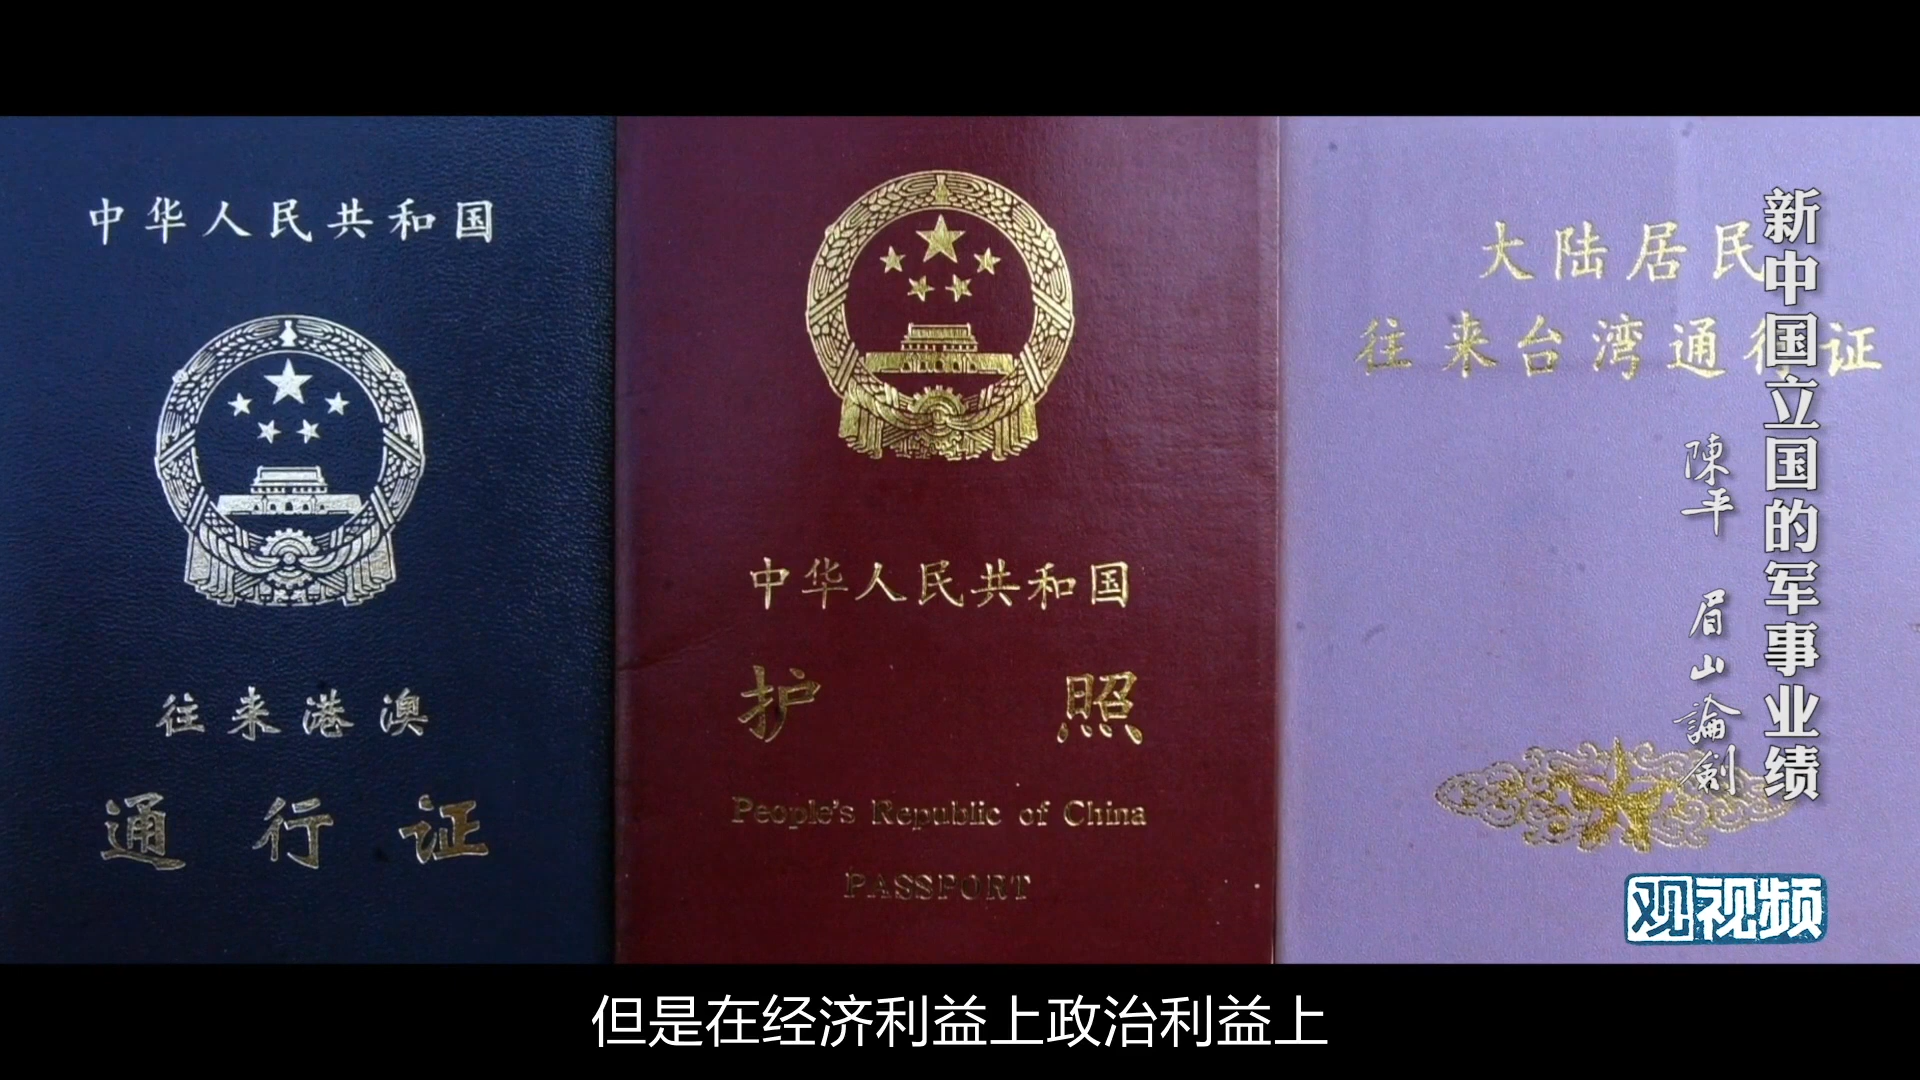 中华人民共和国
往来港澳
通行证
中华人民共和国
护照
People's Republic of China
PASSPORT
大陆居民
往来台湾通行证
新中国立国的军事业绩
陳平 眉山論劍
观视频
但是在经济利益上政治利益上